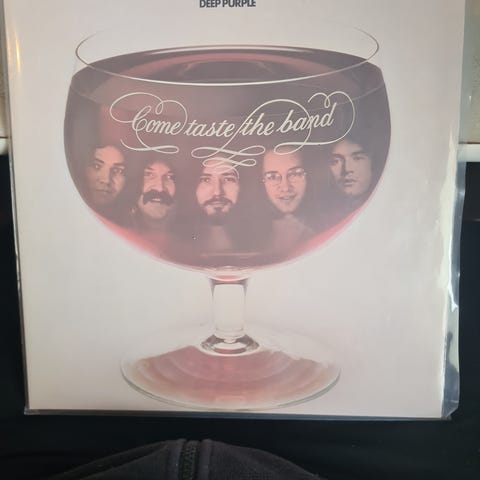 DEEP PURPLE
Come taste the band